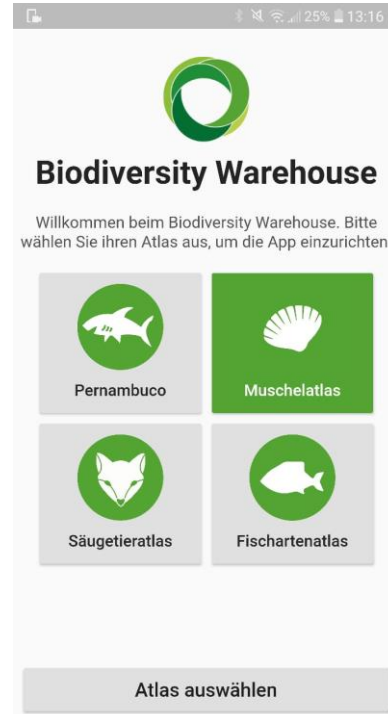 25% 13:16
Biodiversity Warehouse
Willkommen beim Biodiversity Warehouse. Bitte
wählen Sie ihren Atlas aus, um die App einzurichten
Pernambuco
Muschelatlas
Säugetieratlas
Fischartenatlas
Atlas auswählen